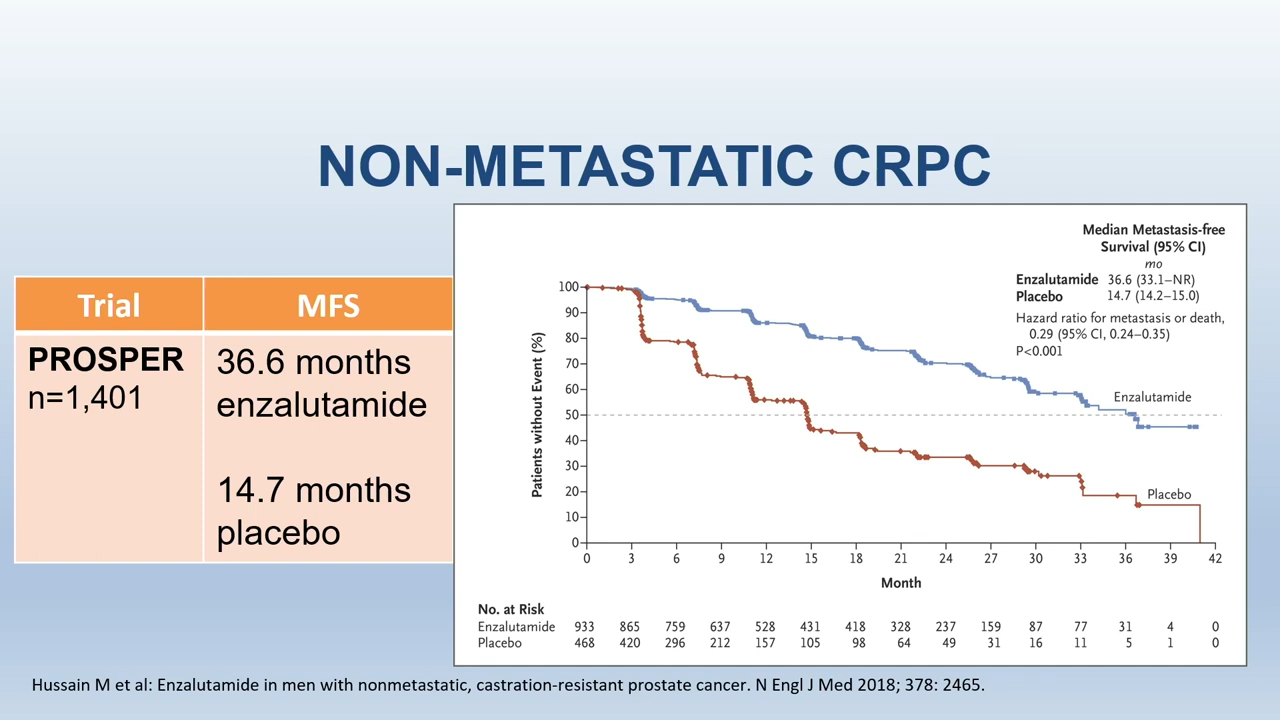 NON-METASTATIC CRPC
Trial
MFS
PROSPER
n=1,401
36.6 months
enzalutamide
14.7 months
placebo
Median Metastasis-free
Survival (95% CI)
mo
Enzalutamide 36.6 (33.1–NR)
Placebo 14.7 (14.2–15.0)
Hazard ratio for metastasis or death,
0.29 (95% CI, 0.24–0.35)
P<0.001
Patients without Event (%)
100
90
80
70
60
50
40
30
20
10
0
Enzalutamide
Placebo
0 3 6 9 12 15 18 21 24 27 30 33 36 39 42
Month
No. at Risk
Enzalutamide 933 865 759 637 528 431 418 328 237 159 87 77 31 4 0
Placebo 468 420 296 212 157 105 98 64 49 31 16 11 5 1 0
Hussain M et al: Enzalutamide in men with nonmetastatic, castration-resistant prostate cancer. N Engl J Med 2018; 378: 2465.